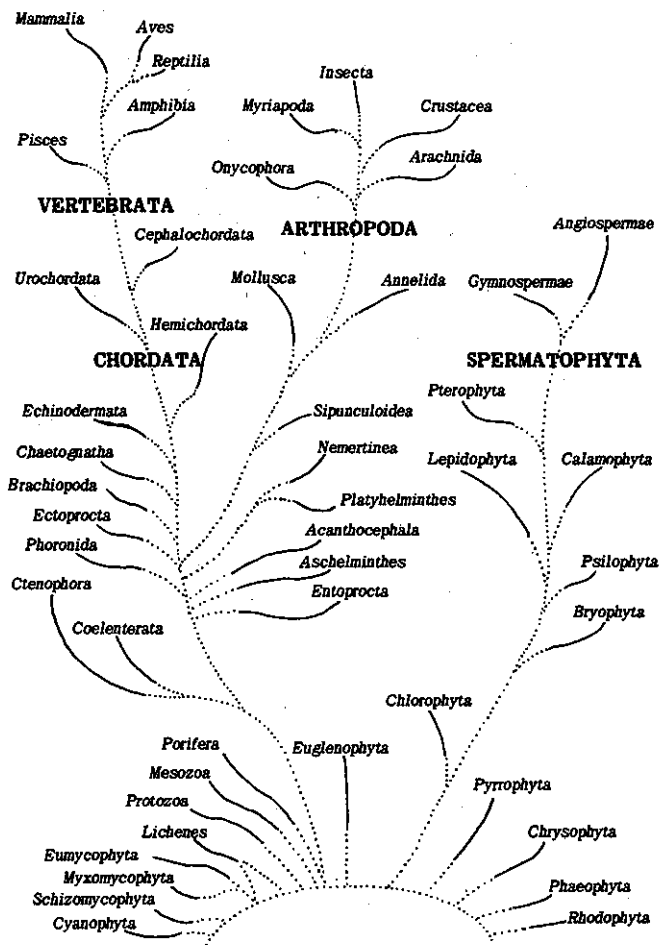 Mammalia
Aves
Reptilia
Insecta
Amphibia
Myriapoda
Crustacea
Pisces
Onycophora
Arachnida
VERTEBRATA
ARTHROPODA
Angiospermae
Cephalochordata
Urochordata
Mollusca
Annelida
Gymnospermae
Hemichordata
CHORDATA
SPERMATOPHYTA
Pterophyta
Echinodermata
Sipunculoidea
Chaetognatha
Nemertinea
Lepidophyta
Calamophyta
Brachiopoda
Platyhelminthes
Ectoprocta
Acanthocephala
Phoronida
Aschelminthes
Psilophyta
Ctenophora
Entoprocta
Bryophyta
Coelenterata
Chlorophyta
Porifera
Euglenophyta
Mesozoa
Pyrrophyta
Protozoa
Lichenes
Chrysophyta
Eumycophyta
Myxomycophyta
Phaeophyta
Schizomycophyta
Cyanophyta
Rhodophyta